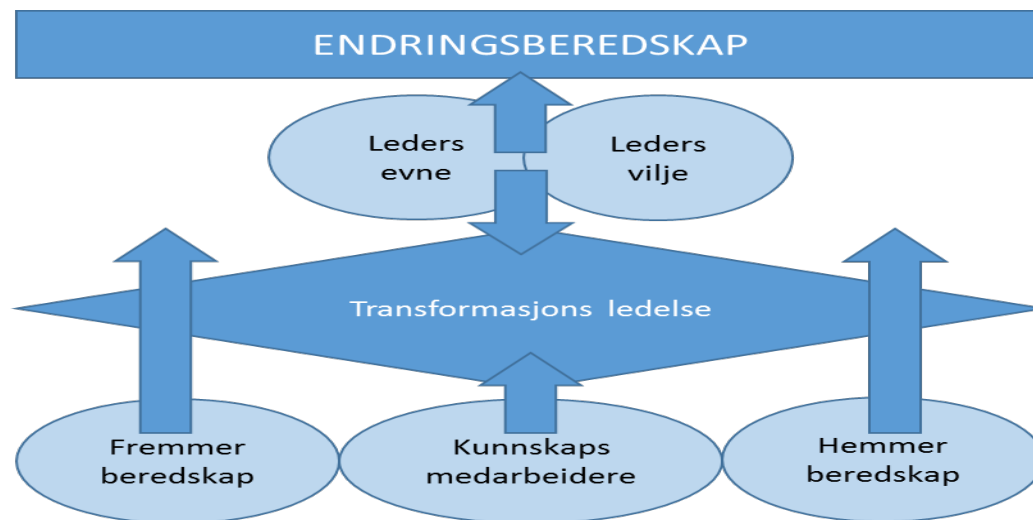 ENDRINGSBEREDSKAP
Leders
evne
Leders
vilje
Transformasjons ledelse
Fremmer
beredskap
Kunnskaps
medarbeidere
Hemmer
beredskap